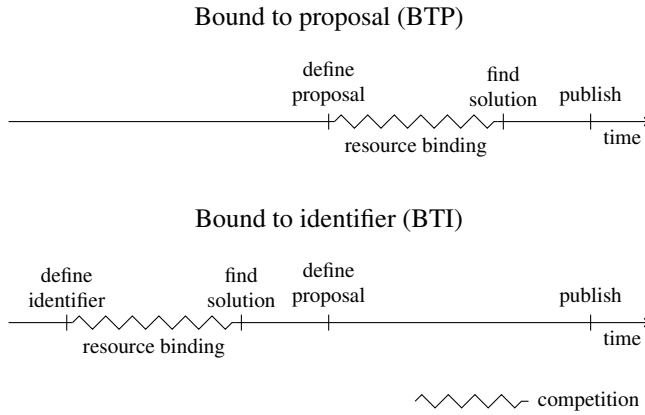 Bound to proposal (BTP)
define
proposal
find
solution
publish
resource binding
time
Bound to identifier (BTI)
define
identifier
find
solution
define
proposal
publish
resource binding
time
competition